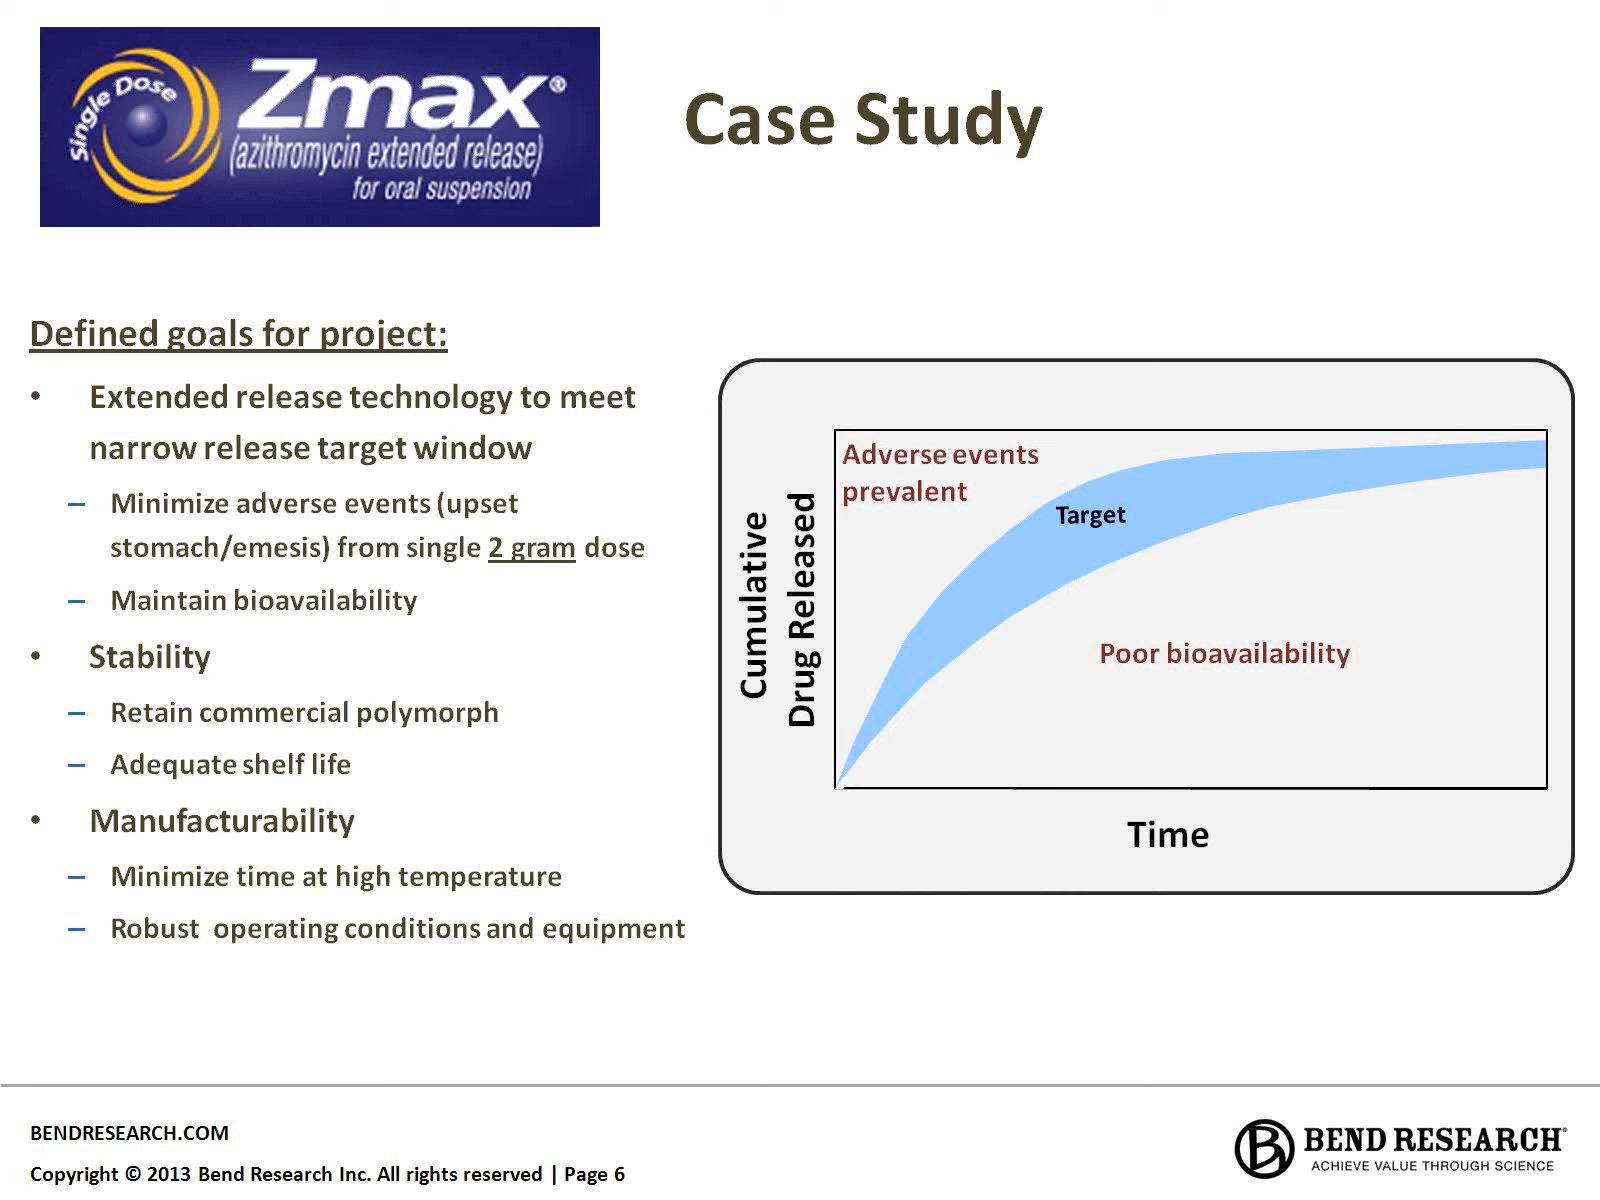 Single Dose
Zmax®
(azithromycin extended release)
for oral suspension
Case Study
Defined goals for project:
• Extended release technology to meet
narrow release target window
– Minimize adverse events (upset
stomach/emesis) from single 2 gram dose
– Maintain bioavailability
• Stability
– Retain commercial polymorph
– Adequate shelf life
• Manufacturability
– Minimize time at high temperature
– Robust  operating conditions and equipment
Cumulative
Drug Released
Adverse events
prevalent
Target
Poor bioavailability
Time
BENDRESEARCH.COM
Copyright © 2013 Bend Research Inc. All rights reserved | Page 6
B
BEND RESEARCH®
ACHIEVE VALUE THROUGH SCIENCE